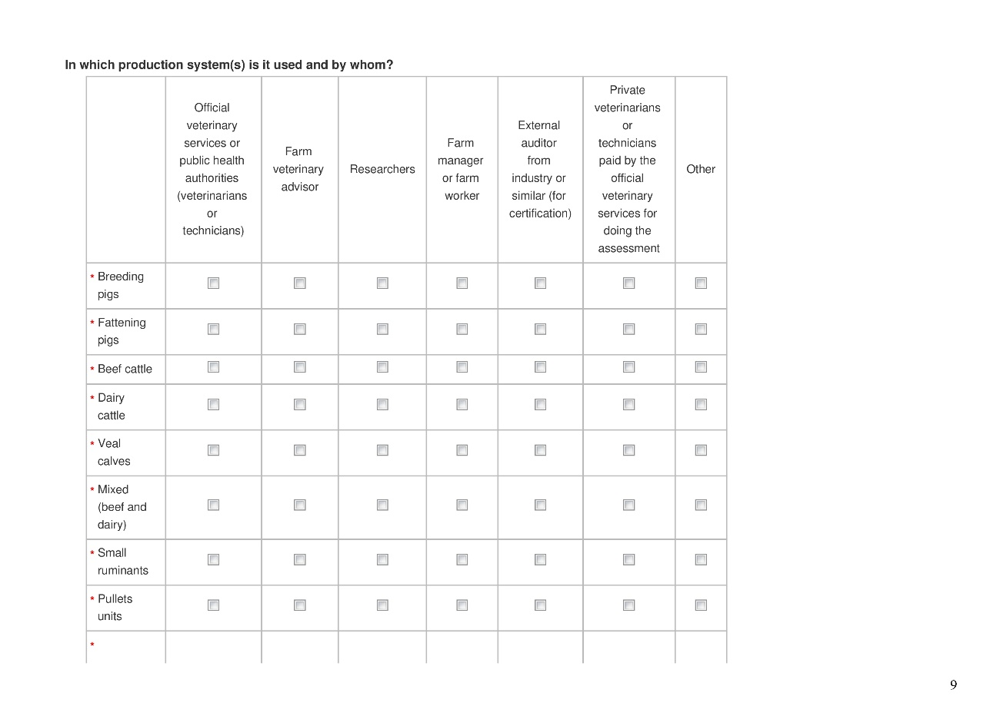 In which production system(s) is it used and by whom?
Official
veterinary
services or
public health
authorities
(veterinarians
or
technicians)
Farm
veterinary
advisor
Researchers
Farm
manager
or farm
worker
External
auditor
from
industry or
similar (for
certification)
Private
veterinarians
or
technicians
paid by the
official
veterinary
services for
doing the
assessment
Other
* Breeding
pigs
* Fattening
pigs
* Beef cattle
* Dairy
cattle
* Veal
calves
* Mixed
(beef and
dairy)
* Small
ruminants
* Pullets
units
*
9